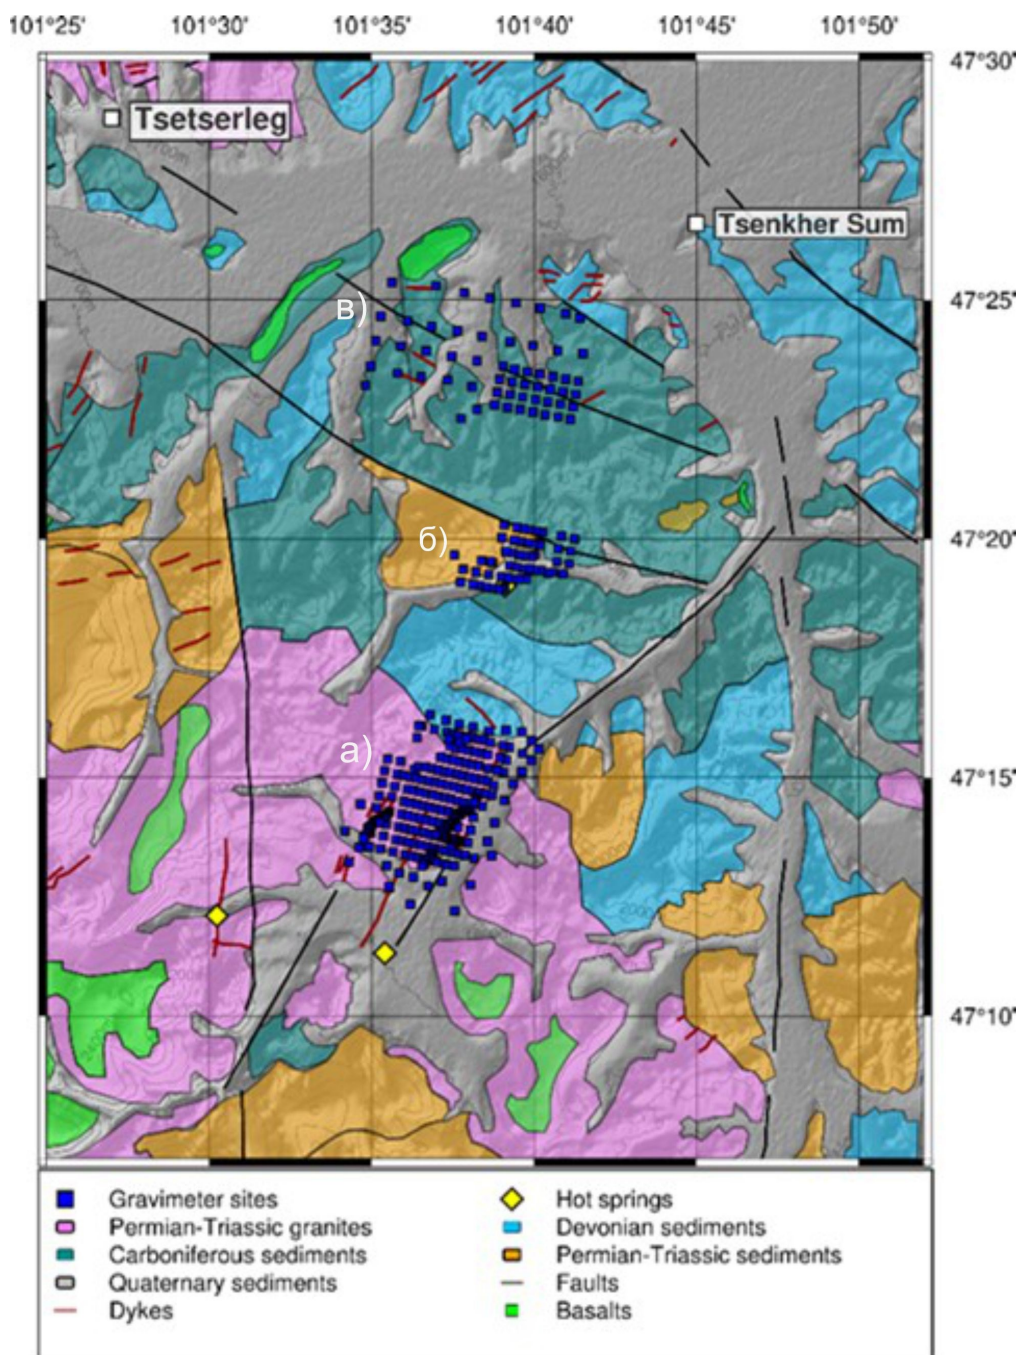 101°25' 101°30' 101°35' 101°40' 101°45' 101°50'
47°30'
Tsetserleg
Tsenkher Sum
47°25'
в)
47°20'
б)
47°15'
а)
47°10'
Gravimeter sites
Permian-Triassic granites
Carboniferous sediments
Quaternary sediments
Dykes
Hot springs
Devonian sediments
Permian-Triassic sediments
Faults
Basalts